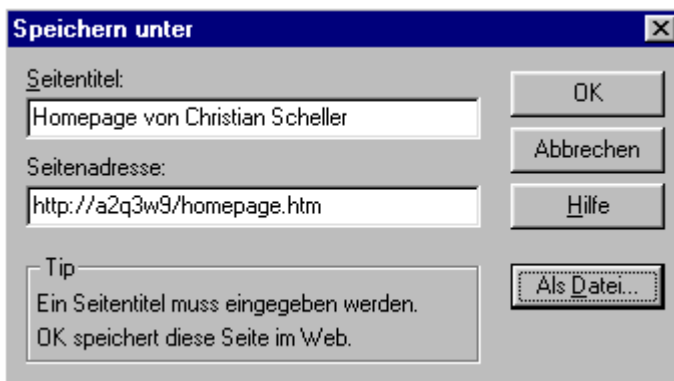 Speichern unter
Seitentitel:
Homepage von Christian Scheller
OK
Abbrechen
Seitenadresse:
http://a2q3w9/homepage.htm
Hilfe
Tip
Ein Seitentitel muss eingegeben werden.
OK speichert diese Seite im Web.
Als Datei...